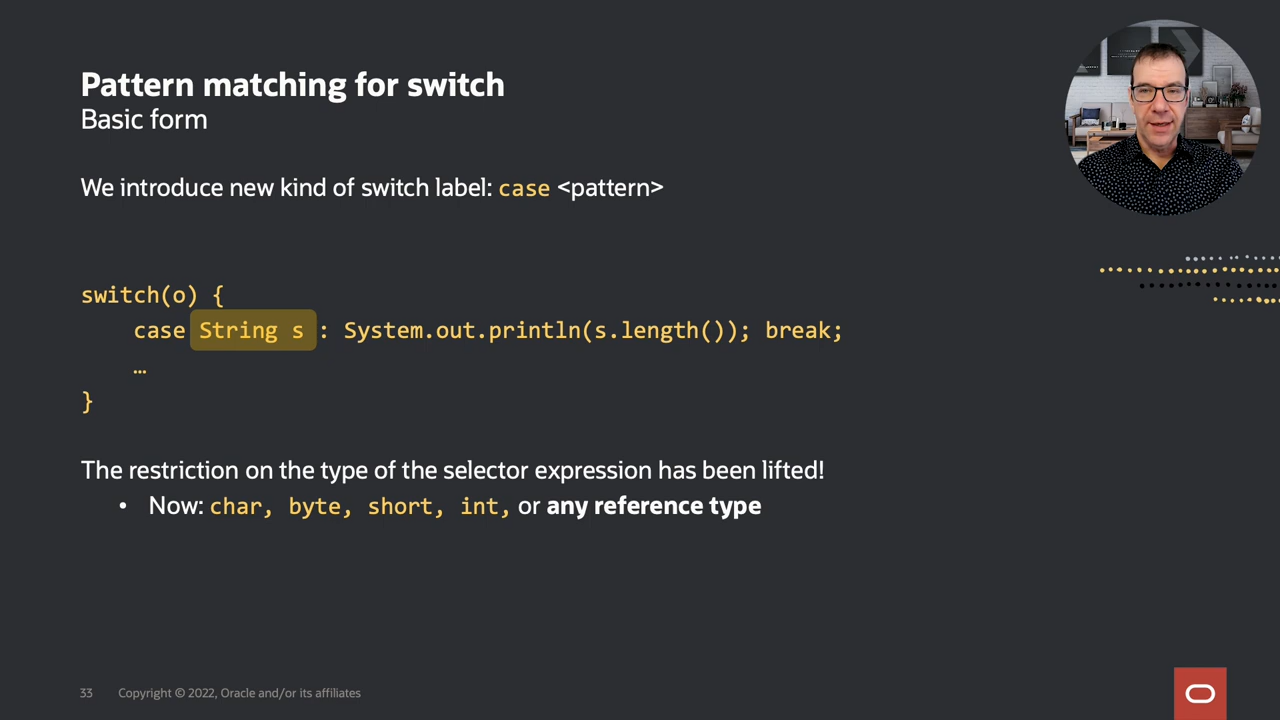 Pattern matching for switch
Basic form
We introduce new kind of switch label: case <pattern>
switch(o) {
case String s : System.out.println(s.length()); break;
…
}
The restriction on the type of the selector expression has been lifted!
• Now: char, byte, short, int, or any reference type
33 Copyright © 2022, Oracle and/or its affiliates